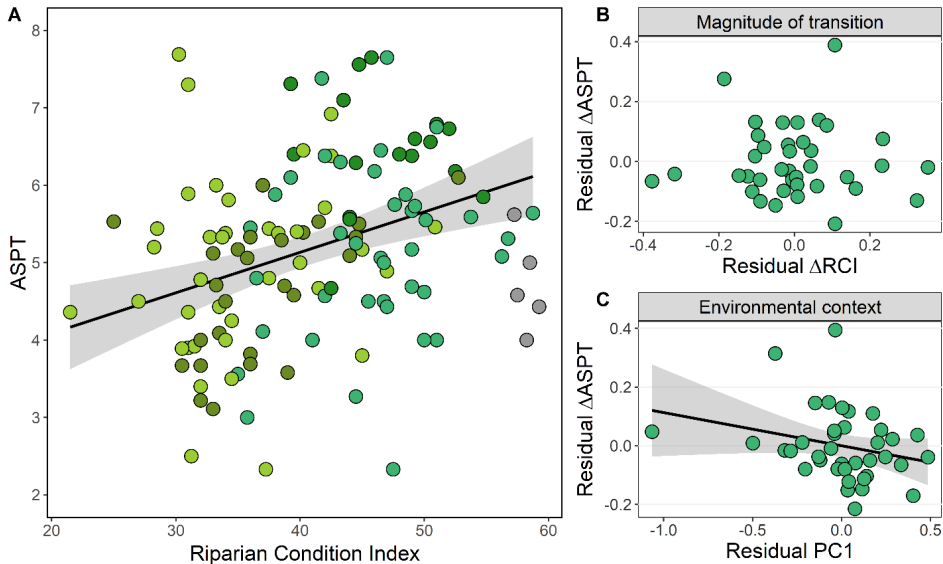 A
8
7
6
5
4
3
2
ASPT
20
30
40
50
60
Riparian Condition Index
B
Magnitude of transition
0.4
0.2
0.0
-0.2
Residual ΔASPT
-0.4
-0.2
0.0
0.2
Residual ΔRCI
C
Environmental context
0.4
0.2
0.0
-0.2
Residual ΔASPT
-1.0
-0.5
0.0
0.5
Residual PC1